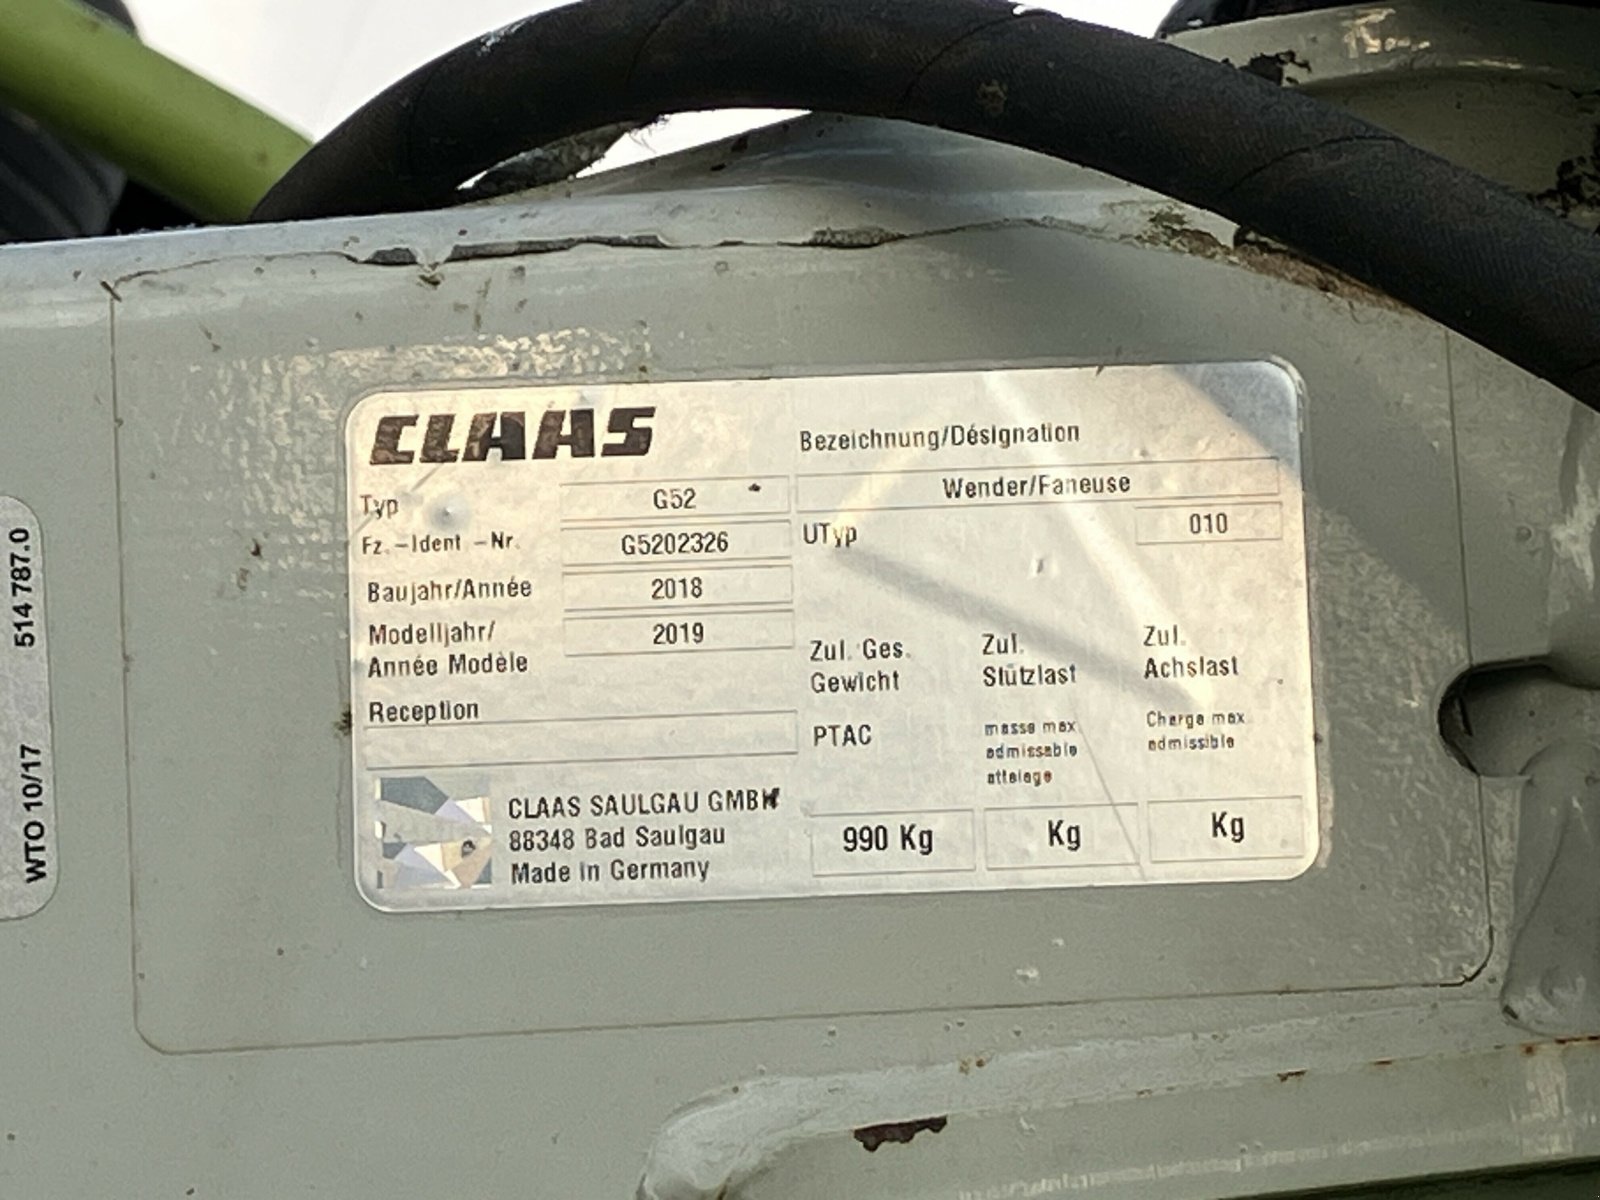 CLAAS
Bezeichnung/Désignation
Typ G52
Wender/Faneuse
Fz.-Ident.-Nr. G5202326
UTyp 010
Baujahr/Année 2018
Modelljahr/ 2019
Année Modèle
Reception
Zul. Ges.
Gewicht
PTAC
990 Kg
Zul.
Stützlast
masse max
admissable
attelage
Kg
Zul.
Achslast
Charge max
admissible
Kg
CLAAS SAULGAU GMBH
88348 Bad Saulgau
Made in Germany
WTO 10/17 514 787.0